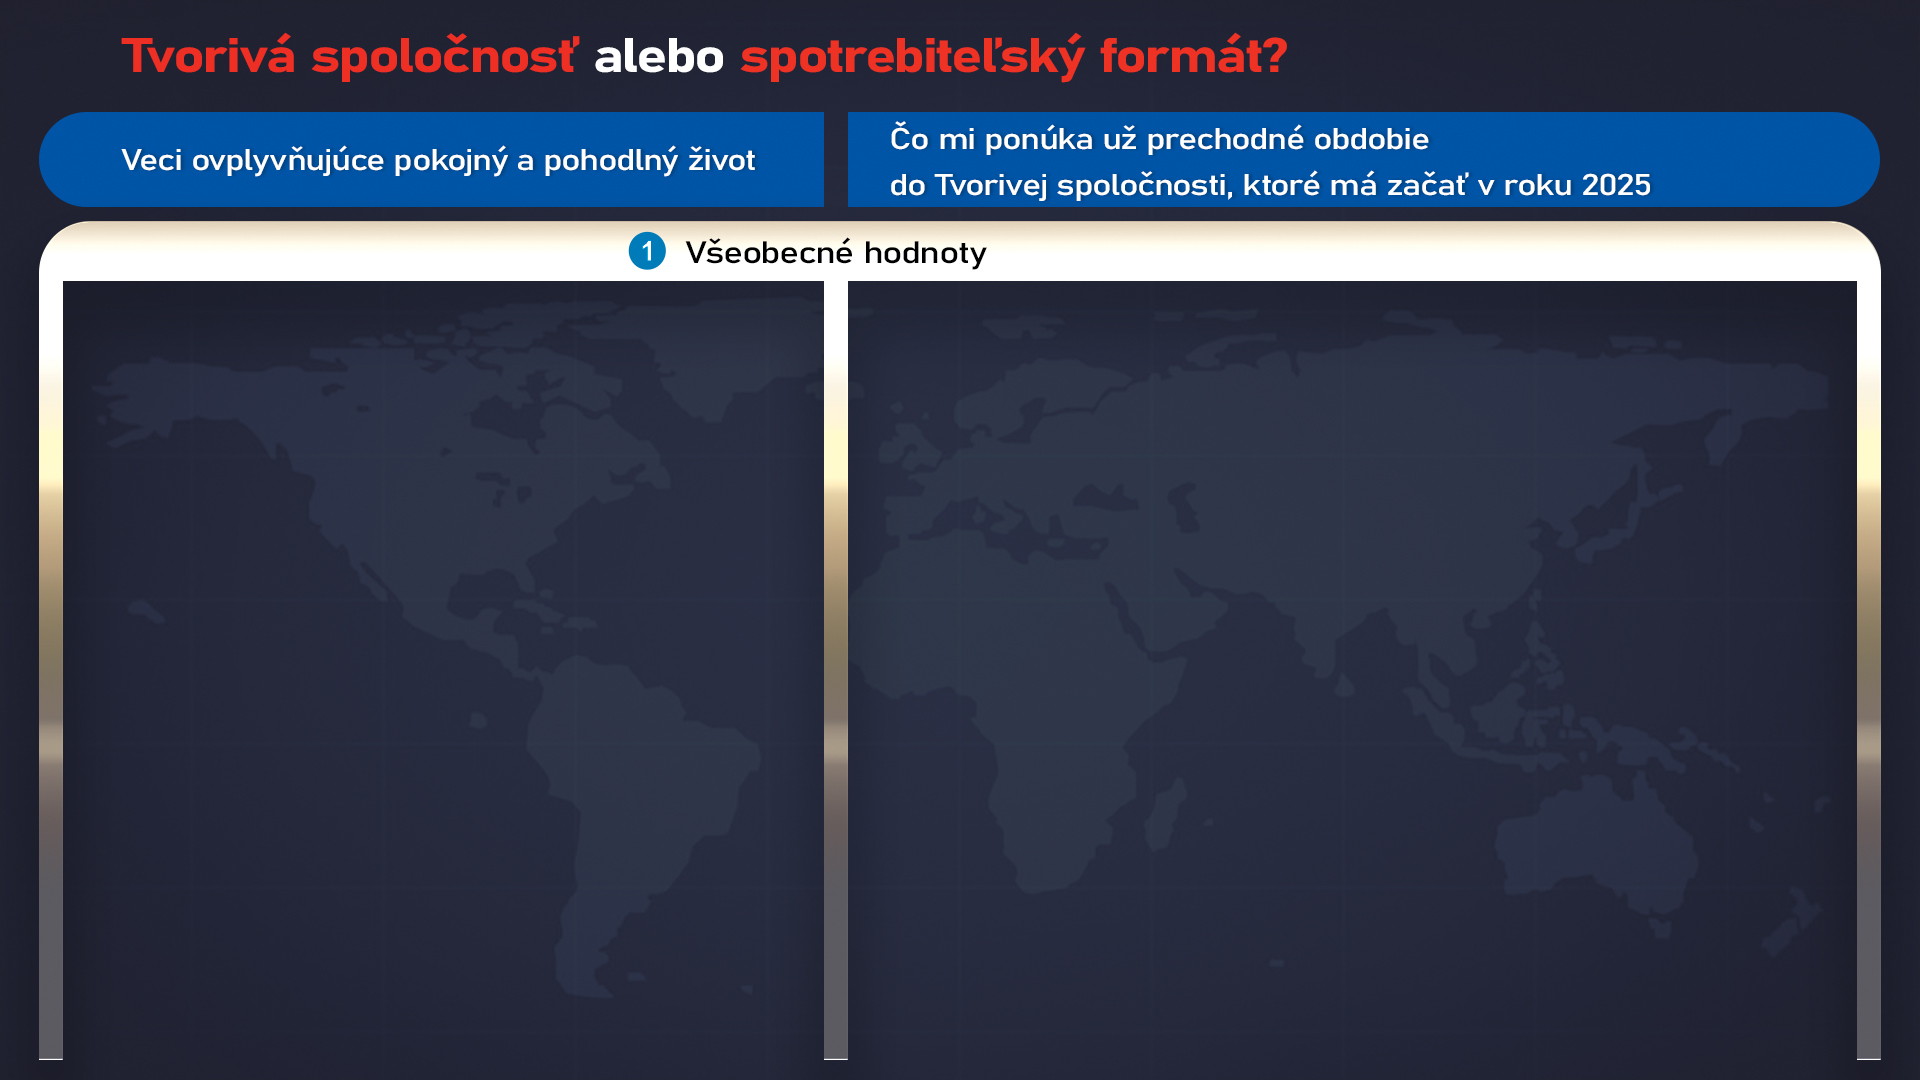 Tvorivá spoločnosť alebo spotrebiteľský formát?
Veci ovplyvňujúce pokojný a pohodlný život
Čo mi ponúka už prechodné obdobie
do Tvorivej spoločnosti, ktoré má začať v roku 2025
1 Všeobecné hodnoty